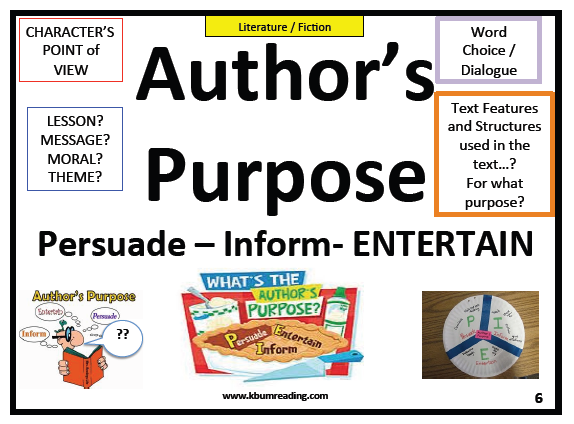 Literature / Fiction
CHARACTER'S
POINT of
VIEW
Author's
Purpose
Word
Choice /
Dialogue
LESSON?
MESSAGE?
MORAL?
THEME?
Text Features
and Structures
used in the
text...?
For what
purpose?
Persuade – Inform- ENTERTAIN
Author's Purpose
Entertain
Persuade
Inform
??
WHAT'S THE
AUTHOR'S
PURPOSE?
Persuade
Entertain
Inform
P
I
E
Entertain
www.kbumreading.com
6